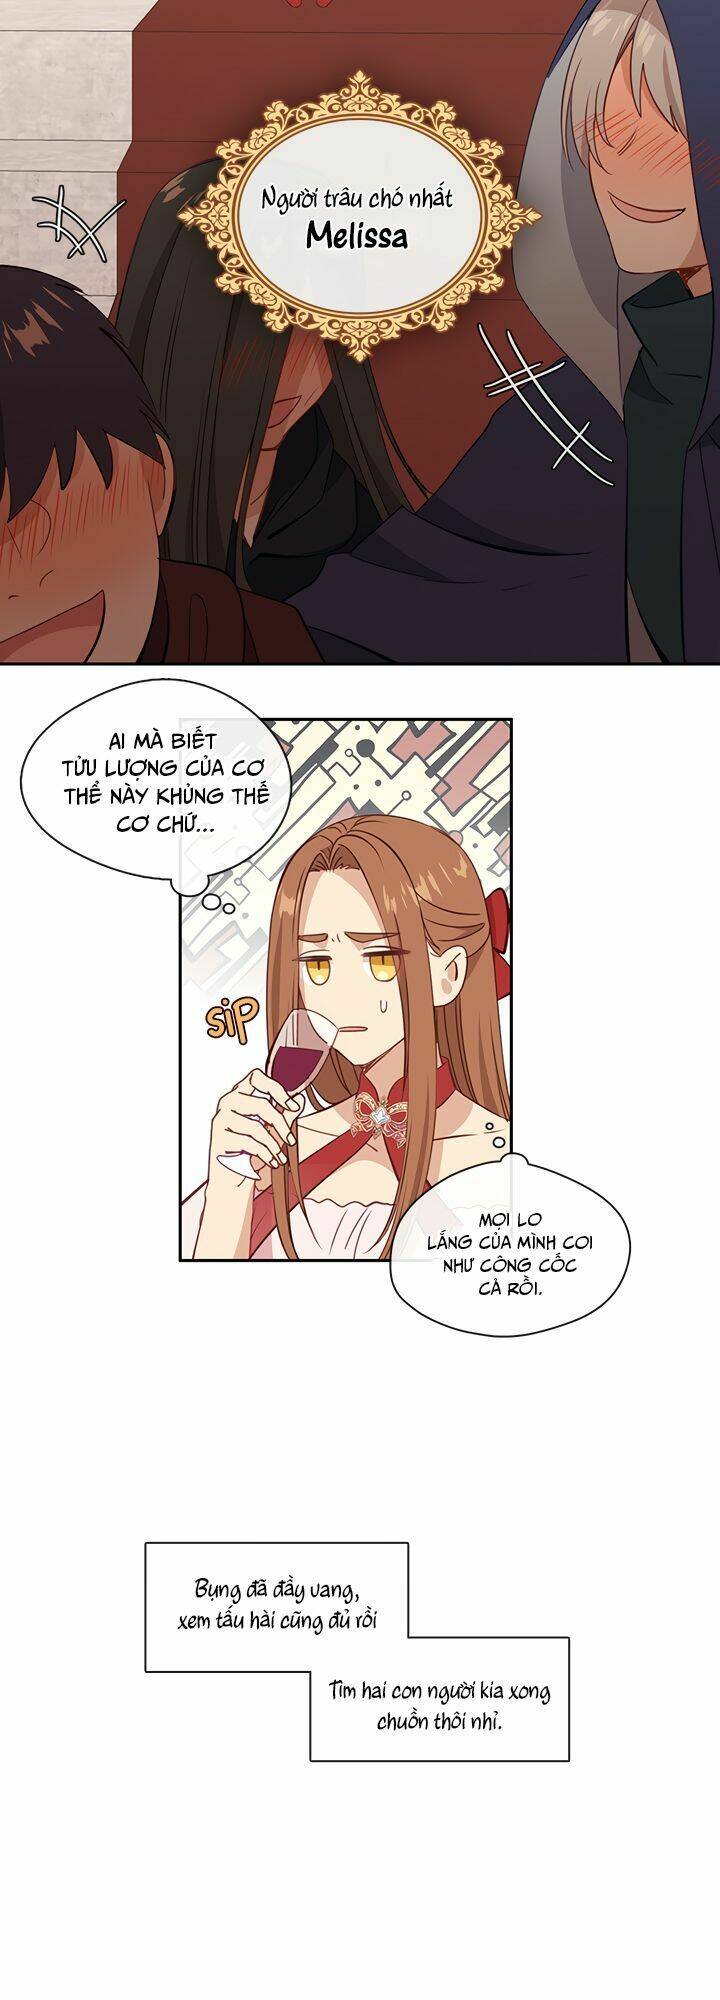 Người trâu chó nhất
Melissa
AI MÀ BIẾT
TỬU LƯỢNG CỦA CƠ
THỂ NÀY KHỦNG THẾ
CƠ CHỨ...
SIP
MỌI LO
LẮNG CỦA MÌNH COI
NHƯ CÔNG CỐC
CẢ RỒI.
Bụng đã đầy vang,
xem tấu hài cũng đủ rồi
Tìm hai con người kia xong
chuồn thôi nhỉ.